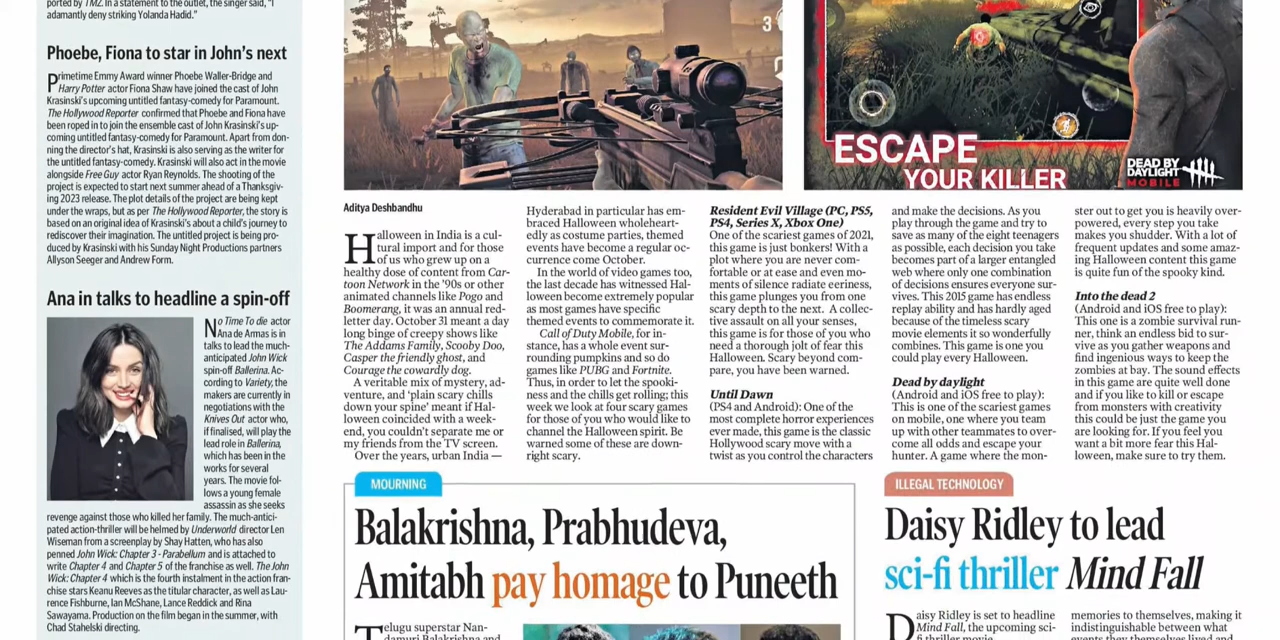 ported by TMZ. In a statement to the outlet, the singer said, "I
adamantly deny striking Yolanda Hadid."
Phoebe, Fiona to star in John's next
Primetime Emmy Award winner Phoebe Waller-Bridge and
Harry Potter actor Fiona Shaw have joined the cast of John
Krasinski's upcoming untitled fantasy-comedy for Paramount.
The Hollywood Reporter confirmed that Phoebe and Fiona have
been roped in to join the ensemble cast of John Krasinski's up-
coming untitled fantasy-comedy for Paramount. Apart from don-
ning the director's hat, Krasinski is also serving as the writer for
the untitled fantasy-comedy. Krasinski will also act in the movie
alongside Free Guy actor Ryan Reynolds. The shooting of the
project is expected to start next summer ahead of a Thanksgiv-
ing 2023 release. The plot details of the project are being kept
under the wraps, but as per The Hollywood Reporter, the story is
based on an original idea of Krasinski's about a child's journey to
rediscover their imagination. The untitled project is being pro-
duced by Krasinski with his Sunday Night Productions partners
Allyson Seeger and Andrew Form.
Ana in talks to headline a spin-off
No Time To die actor
Ana de Armas is in
talks to lead the much-
anticipated John Wick
spin-off Ballerina. Ac-
cording to Variety, the
makers are currently in
negotiations with the
Knives Out actor who,
if finalised, will play the
lead role in Ballerina,
which has been in the
works for several
years. The movie fol-
lows a young female
assassin as she seeks
revenge against those who killed her family. The much-antici-
pated action-thriller will be helmed by Underworld director Len
Wiseman from a screenplay by Shay Hatten, who has also
penned John Wick: Chapter 3 - Parabellum and is attached to
write Chapter 4 and Chapter 5 of the franchise as well. The John
Wick: Chapter 4 which is the fourth instalment in the action fran-
chise stars Keanu Reeves as the titular character, as well as Lau-
rence Fishburne, Ian McShane, Lance Reddick and Rina
Sawayama. Production on the film began in the summer, with
Chad Stahelski directing.
3
ESCAPE
YOUR KILLER
DEAD BY
DAYLIGHT
MOBILE
Aditya Deshbandhu
Halloween in India is a cul-
tural import and for those
of us who grew up on a
healthy dose of content from Car-
toon Network in the '90s or other
animated channels like Pogo and
Boomerang, it was an annual red-
letter day. October 31 meant a day
long binge of creepy shows like
The Addams Family, Scooby Doo,
Casper the friendly ghost, and
Courage the cowardly dog.
A veritable mix of mystery, ad-
venture, and 'plain scary chills
down your spine' meant if Hal-
loween coincided with a week-
end, you couldn't separate me or
my friends from the TV screen.
Over the years, urban India —
Hyderabad in particular has em-
braced Halloween wholeheart-
edly as costume parties, themed
events have become a regular oc-
currence come October.
In the world of video games too,
the last decade has witnessed Hal-
loween become extremely popular
as most games have specific
themed events to commemorate it.
Call of Duty Mobile, for in-
stance, has a whole event sur-
rounding pumpkins and so do
games like PUBG and Fortnite.
Thus, in order to let the spooki-
ness and the chills get rolling; this
week we look at four scary games
for those of you who would like to
channel the Halloween spirit. Be
warned some of these are down-
right scary.
Resident Evil Village (PC, PS5,
PS4, Series X, Xbox One)
One of the scariest games of 2021,
this game is just bonkers! With a
plot where you are never com-
fortable or at ease and even mo-
ments of silence radiate eeriness,
this game plunges you from one
scary depth to the next. A collec-
tive assault on all your senses,
this game is for those of you who
need a thorough jolt of fear this
Halloween. Scary beyond com-
pare, you have been warned.
Until Dawn
(PS4 and Android): One of the
most complete horror experiences
ever made, this game is the classic
Hollywood scary move with a
twist as you control the characters
and make the decisions. As you
play through the game and try to
save as many of the eight teenagers
as possible, each decision you take
becomes part of a larger entangled
web where only one combination
of decisions ensures everyone sur-
vives. This 2015 game has endless
replay ability and has hardly aged
because of the timeless scary
movie elements it so wonderfully
combines. This game is one you
could play every Halloween.
Dead by daylight
(Android and iOS free to play):
This is one of the scariest games
on mobile, one where you team
up with other teammates to over-
come all odds and escape your
hunter. A game where the mon-
ster out to get you is heavily over-
powered, every step you take
makes you shudder. With a lot of
frequent updates and some amaz-
ing Halloween content this game
is quite fun of the spooky kind.
Into the dead 2
(Android and iOS free to play):
This one is a zombie survival run-
ner, think an endless bid to sur-
vive as you gather weapons and
find ingenious ways to keep the
zombies at bay. The sound effects
in this game are quite well done
and if you like to kill or escape
from monsters with creativity
this could be just the game you
are looking for. If you feel you
want a bit more fear this Hal-
loween, make sure to try them.
MOURNING
Balakrishna, Prabhudeva,
Amitabh pay homage to Puneeth
Telugu superstar Nan-
damuri Balakrishna and
ILLEGAL TECHNOLOGY
Daisy Ridley to lead
sci-fi thriller Mind Fall
Daisy Ridley is set to headline
Mind Fall, the upcoming sci-
fi thriller movie
memories to themselves, making it
indistinguishable between what
events they themselves lived and